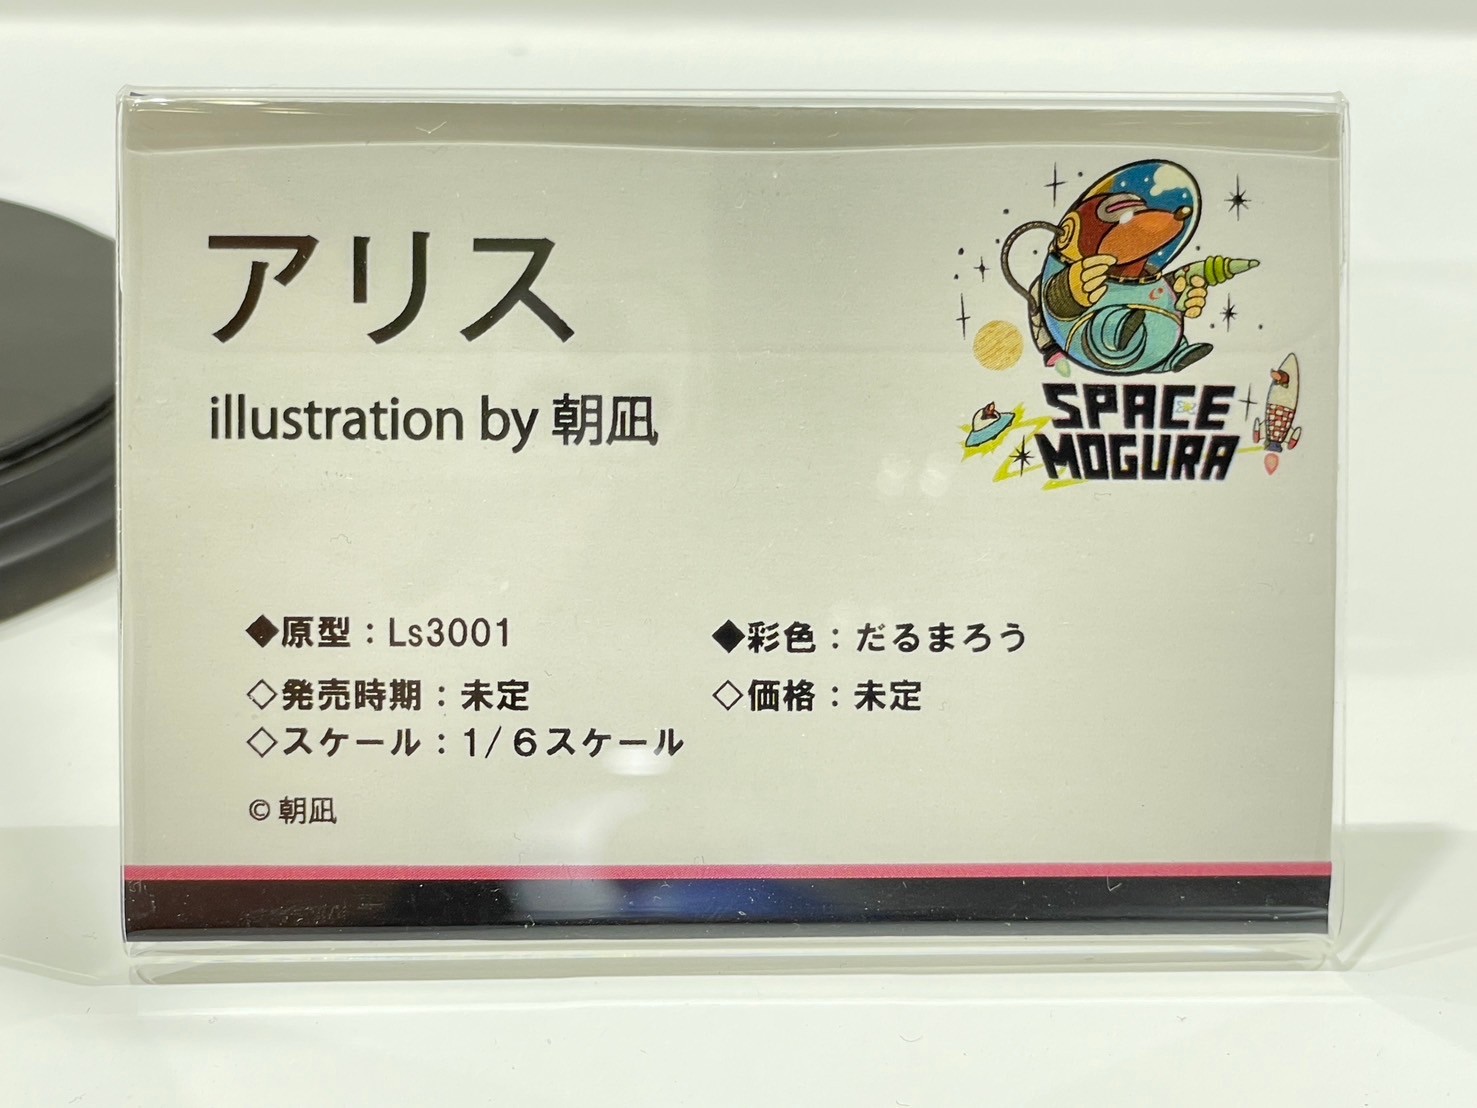 アリス
illustration by 朝凪
SPACE
MOGURA
◆原型：Ls3001
◆彩色：だるまろう
◇発売時期：未定
◇価格：未定
◇スケール：1/６スケール
© 朝凪